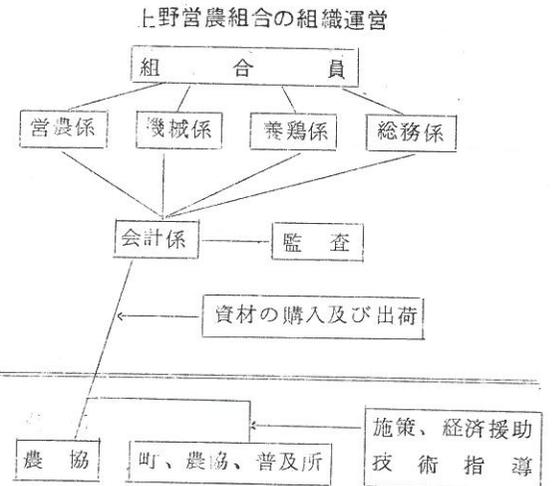 上野営農組合の組織運営
組合員
営農係
機械係
養鶏係
総務係
会計係
監査
資材の購入及び出荷
農協
町、農協、普及所
施策、経済援助
技術指導